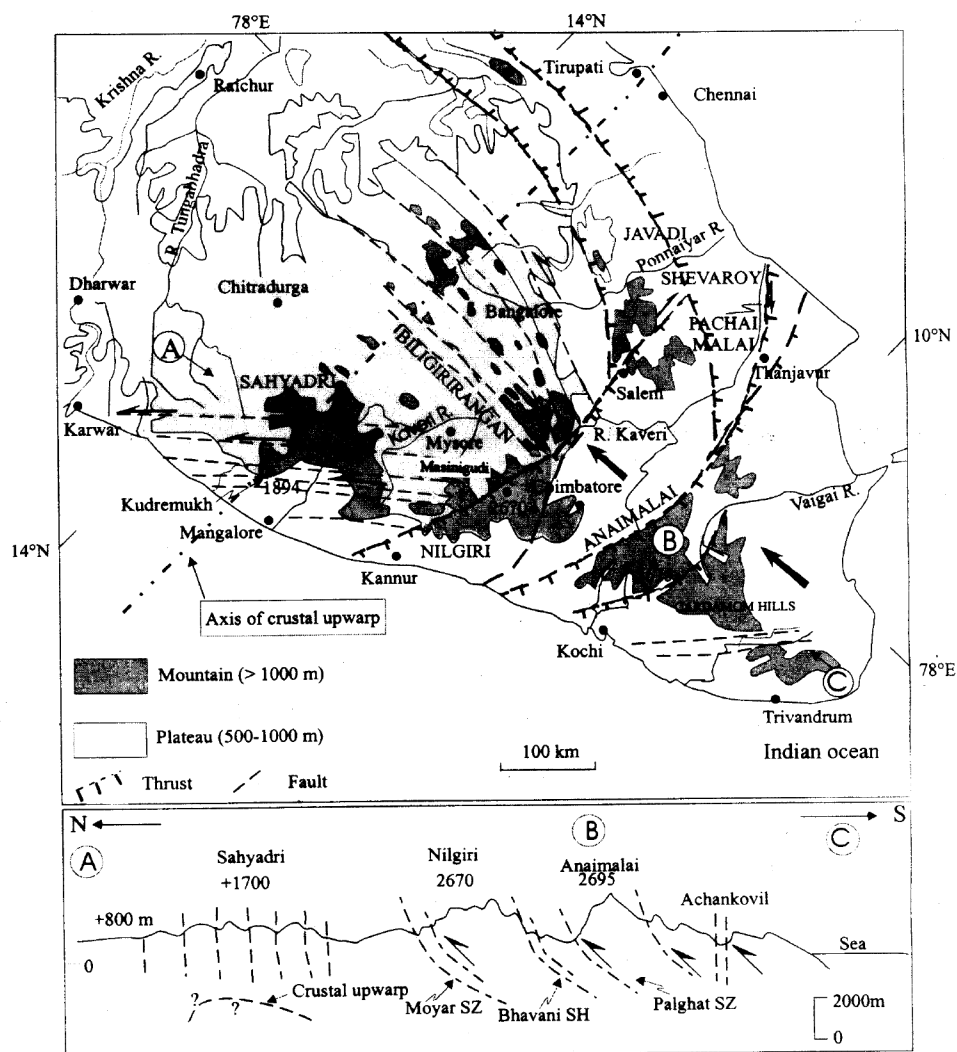 78°E
14°N
Krishna R.
Raichur
Tirupati
Chennai
R. Tungabhadra
JAVADI
Ponnaiyar R.
SHEVAROY
Dharwar
Chitradurga
Bangalore
PACHAI
MALAI
10°N
A
BILIGIRIRANGAN
Thanjavur
SAHYADRI
Salem
Karwar
R. Kaveri
Mysore
Masinigudi
1894
Coimbatore
Kudremukh
Vaigai R.
Mangalore
ANAIMALAI
B
14°N
NILGIRI
Kannur
Axis of crustal upwarp
CARDAMOM HILLS
Kochi
78°E
Mountain (> 1000 m)
C
Trivandrum
Plateau (500-1000 m)
100 km
Indian ocean
Thrust
Fault
N
S
A
B
C
Sahyadri
+1700
Nilgiri
2670
Anaimalai
2695
Achankovil
+800 m
Sea
0
?
?
Crustal upwarp
Moyar SZ
Bhavani SH
Palghat SZ
2000m
0